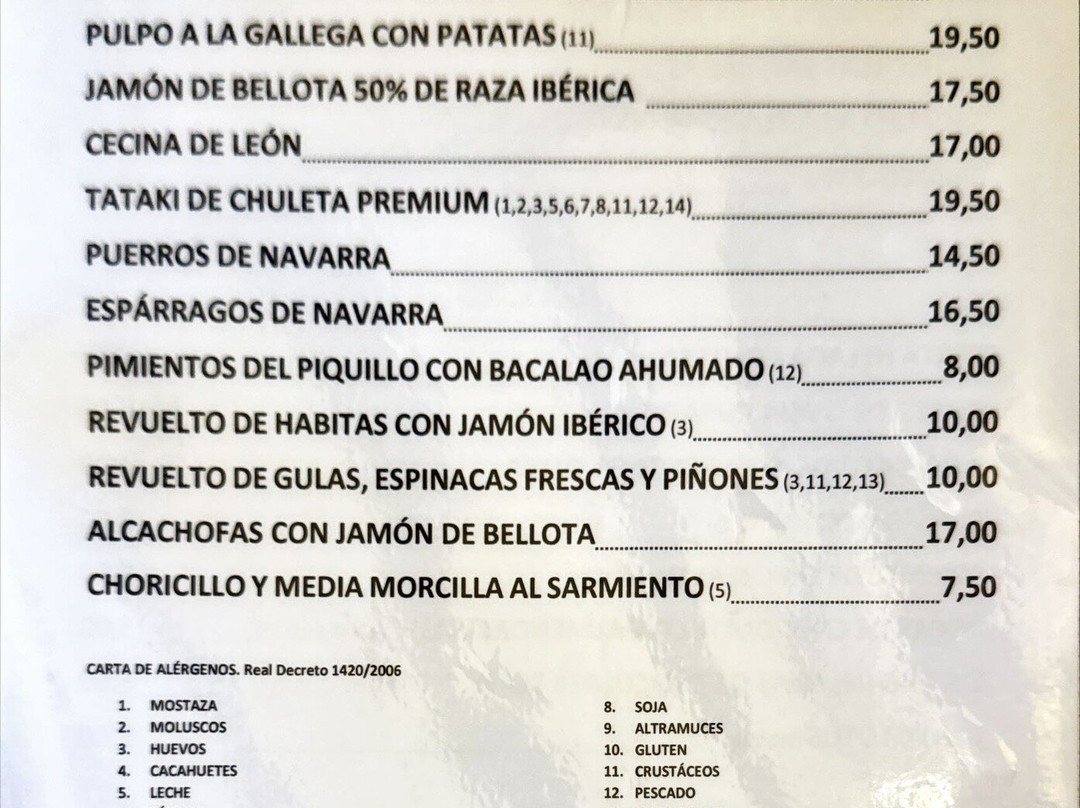 PULPO A LA GALLEGA CON PATATAS (11) 19,50
JAMÓN DE BELLOTA 50% DE RAZA IBÉRICA 17,50
CECINA DE LEÓN 17,00
TATAKI DE CHULETA PREMIUM (1,2,3,5,6,7,8,11,12,14) 19,50
PUERROS DE NAVARRA 14,50
ESPÁRRAGOS DE NAVARRA 16,50
PIMIENTOS DEL PIQUILLO CON BACALAO AHUMADO (12) 8,00
REVUELTO DE HABITAS CON JAMÓN IBÉRICO (3) 10,00
REVUELTO DE GULAS, ESPINACAS FRESCAS Y PIÑONES (3,11,12,13) 10,00
ALCACHOFAS CON JAMÓN DE BELLOTA 17,00
CHORICILLO Y MEDIA MORCILLA AL SARMIENTO (5) 7,50
CARTA DE ALÉRGENOS. Real Decreto 1420/2006
1. MOSTAZA
2. MOLUSCOS
3. HUEVOS
4. CACAHUETES
5. LECHE
8. SOJA
9. ALTRAMUCES
10. GLUTEN
11. CRUSTÁCEOS
12. PESCADO